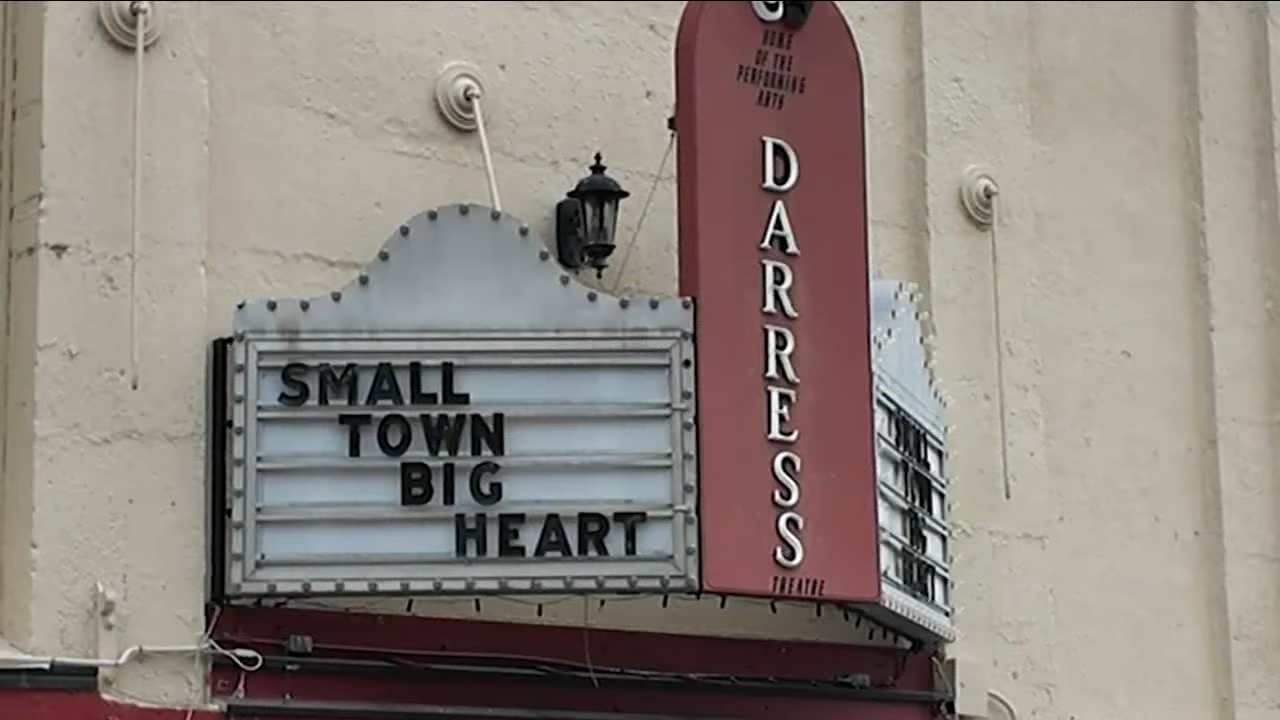 SMALL
TOWN
BIG
HEART
HOME
OF THE
PERFORMING
ARTS
DARRESS
THEATRE